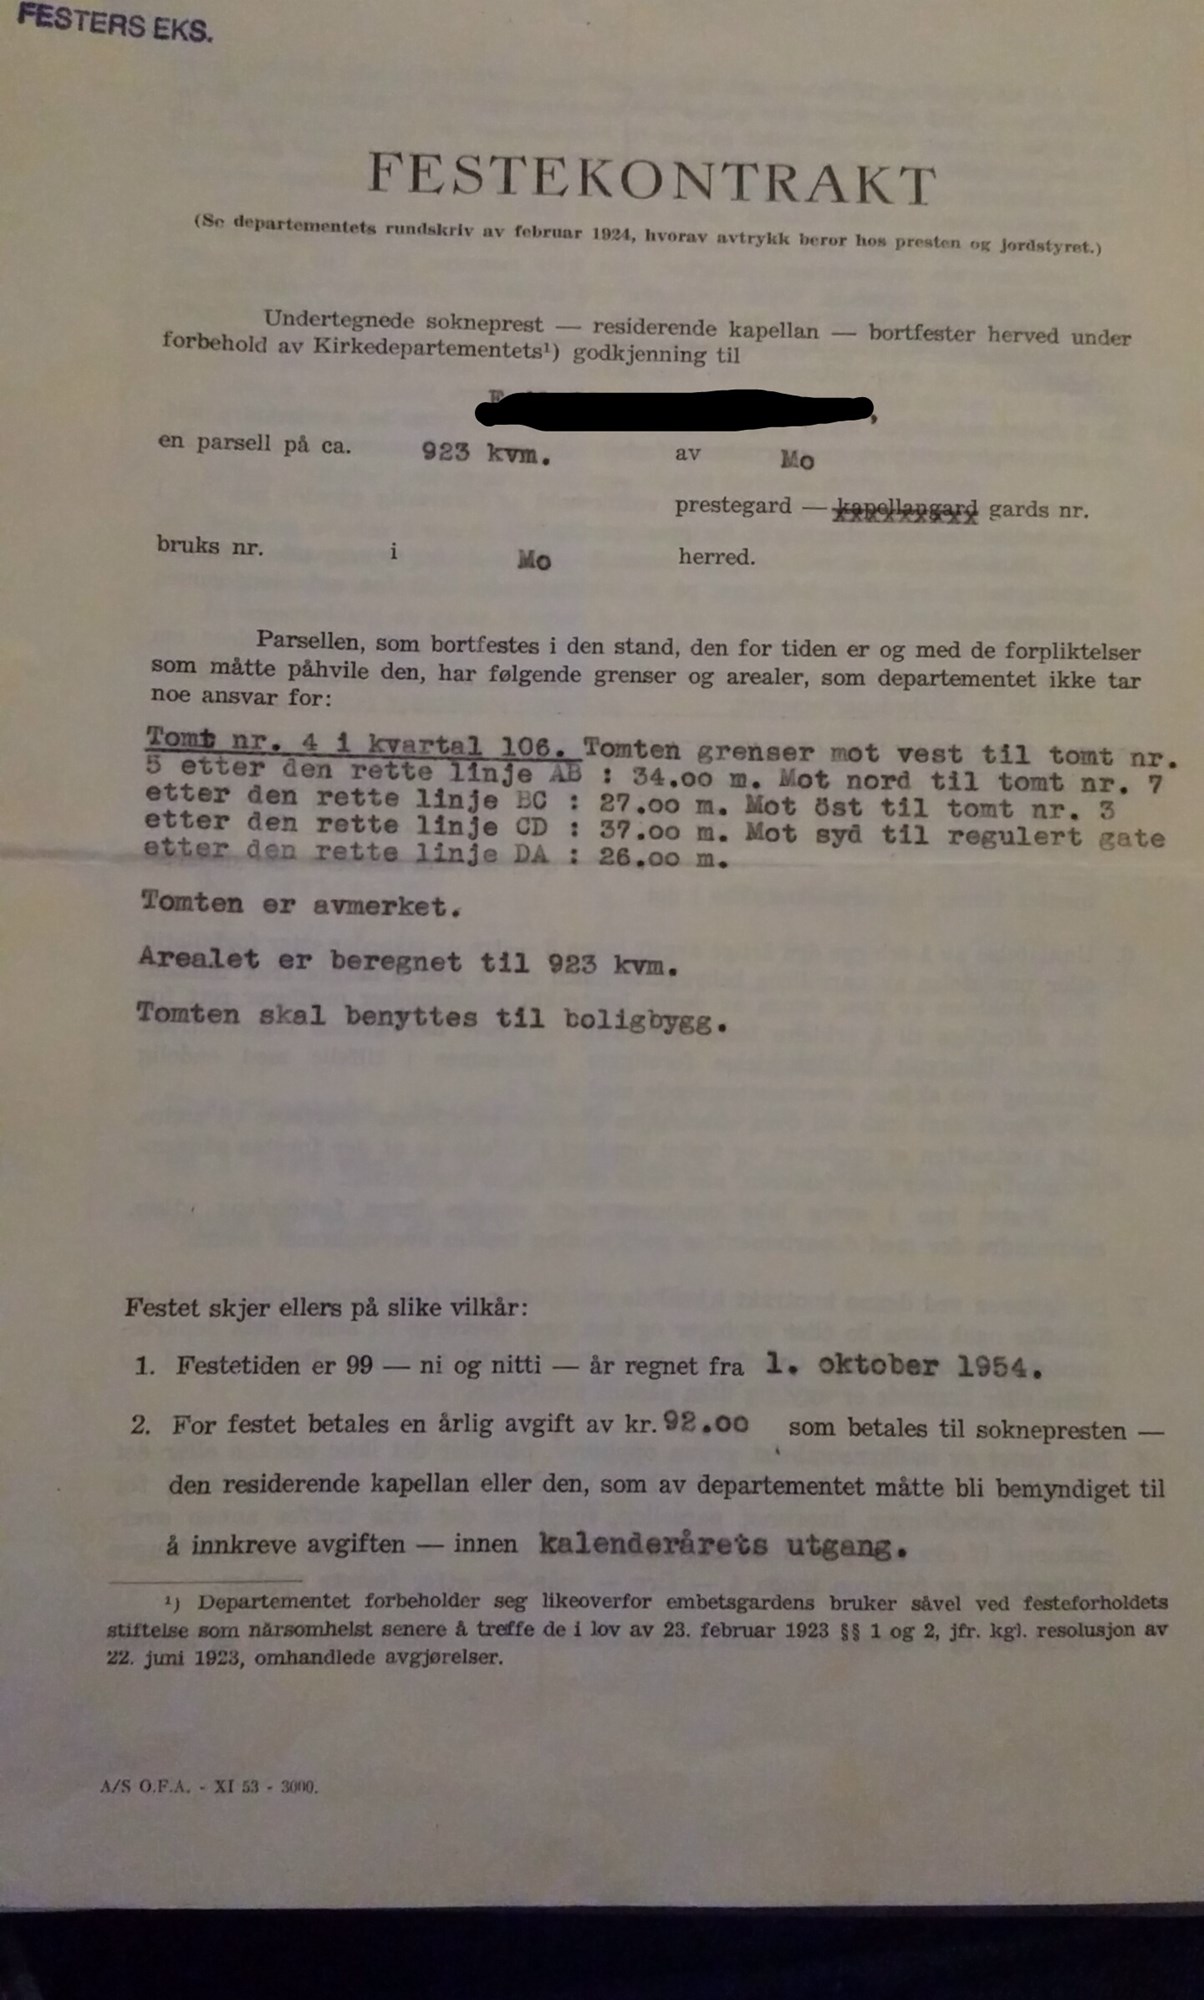 FESTERS EKS.
FESTEKONTRAKT
(Se departementets rundskriv av februar 1924, hvorav avtrykk beror hos presten og jordstyret.)
Undertegnede sokneprest — residerende kapellan — bortfester herved under
forbehold av Kirkedepartementets¹) godkjenning til
,
en parsell på ca. 923 kvm. av Mo
prestegard — kapellangard gards nr.
bruks nr. i Mo herred.
Parsellen, som bortfestes i den stand, den for tiden er og med de forpliktelser
som måtte påhvile den, har følgende grenser og arealer, som departementet ikke tar
noe ansvar for:
Tomt nr. 4 i kvartal 106. Tomten grenser mot vest til tomt nr.
5 etter den rette linje AB : 34.00 m. Mot nord til tomt nr. 7
etter den rette linje BC : 27.00 m. Mot öst til tomt nr. 3
etter den rette linje CD : 37.00 m. Mot syd til regulert gate
etter den rette linje DA : 26.00 m.
Tomten er avmerket.
Arealet er beregnet til 923 kvm.
Tomten skal benyttes til boligbygg.
Festet skjer ellers på slike vilkår:
1. Festetiden er 99 — ni og nitti — år regnet fra 1. oktober 1954.
2. For festet betales en årlig avgift av kr. 92.00 som betales til soknepresten —
den residerende kapellan eller den, som av departementet måtte bli bemyndiget til
å innkreve avgiften — innen kalenderårets utgang.
¹) Departementet forbeholder seg likeoverfor embetsgardens bruker såvel ved festeforholdets
stiftelse som nårsomhelst senere å treffe de i lov av 23. februar 1923 §§ 1 og 2, jfr. kgl. resolusjon av
22. juni 1923, omhandlede avgjørelser.
A/S O.F.A. - XI 53 - 3000.